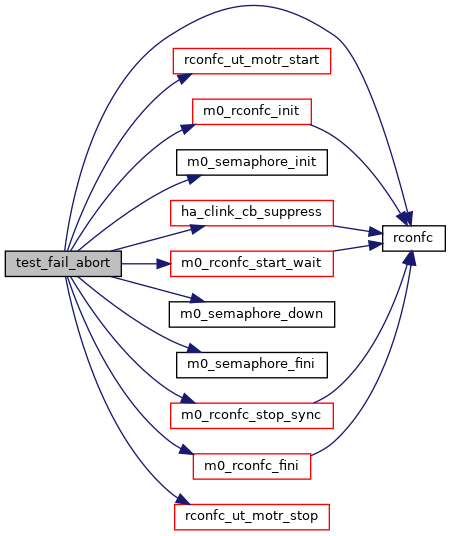 rconfc_ut_motr_start
m0_rconfc_init
m0_semaphore_init
ha_clink_cb_suppress
rconfc
test_fail_abort
m0_rconfc_start_wait
m0_semaphore_down
m0_semaphore_fini
m0_rconfc_stop_sync
m0_rconfc_fini
rconfc_ut_motr_stop